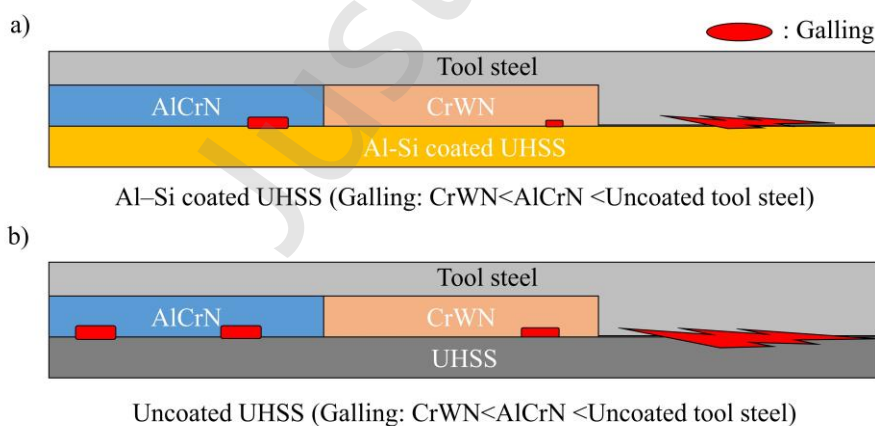 a)
: Galling
Tool steel
AlCrN
CrWN
Al-Si coated UHSS
Al–Si coated UHSS (Galling: CrWN<AlCrN <Uncoated tool steel)
b)
Tool steel
AlCrN
CrWN
UHSS
Uncoated UHSS (Galling: CrWN<AlCrN <Uncoated tool steel)
Just